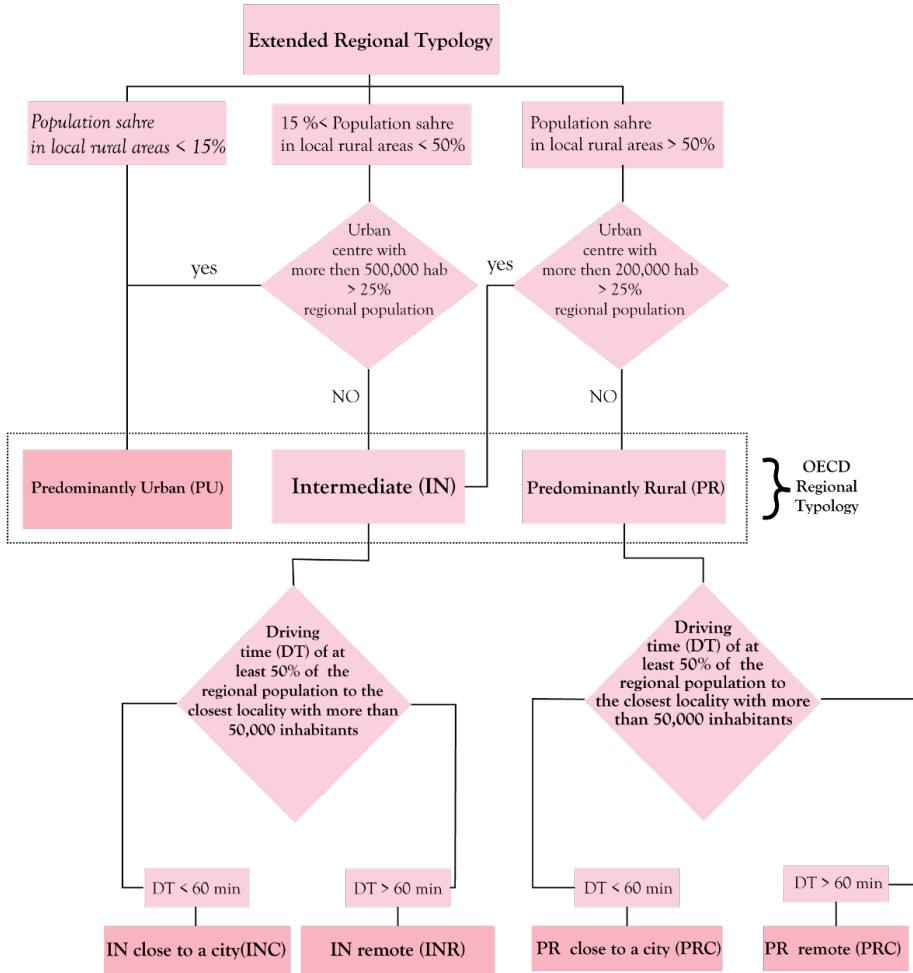 Extended Regional Typology
Population sahre
in local rural areas < 15%
15 %< Population sahre
in local rural areas < 50%
Population sahre
in local rural areas > 50%
Urban
centre with
more then 500,000 hab
> 25%
regional population
Urban
centre with
more then 200,000 hab
> 25%
regional population
yes
yes
NO
NO
Predominantly Urban (PU)
Intermediate (IN)
Predominantly Rural (PR)
OECD
Regional
Typology
Driving
time (DT) of at
least 50% of the
regional population to the
closest locality with more than
50,000 inhabitants
Driving
time (DT) of at
least 50% of the
regional population to
the closest locality with more
than 50,000 inhabitants
DT < 60 min
DT > 60 min
DT < 60 min
DT > 60 min
IN close to a city(INC)
IN remote (INR)
PR close to a city (PRC)
PR remote (PRC)